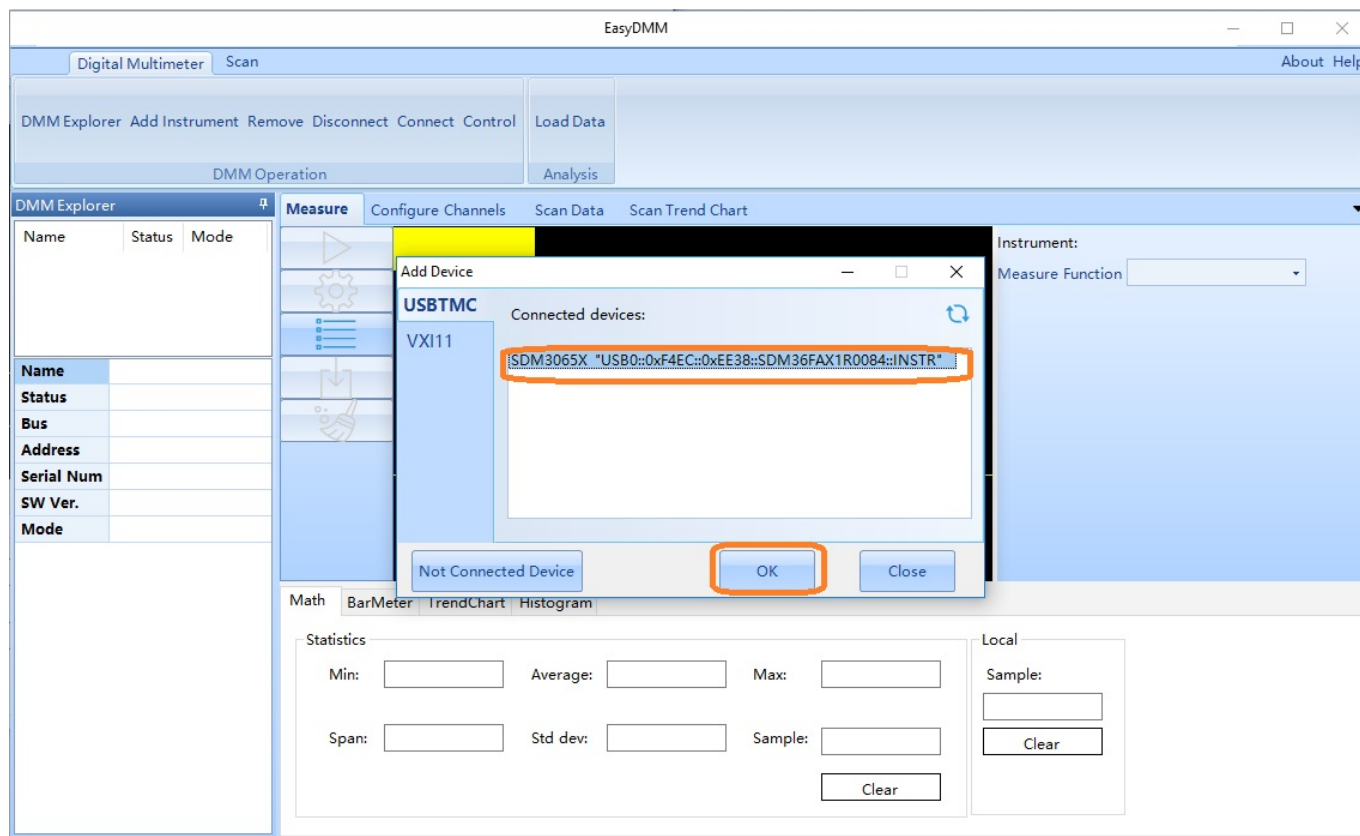 EasyDMM
Digital Multimeter Scan About Help
DMM Explorer Add Instrument Remove Disconnect Connect Control Load Data
DMM Operation Analysis
DMM Explorer
Name Status Mode
Name
Status
Bus
Address
Serial Num
SW Ver.
Mode
Measure Configure Channels Scan Data Scan Trend Chart
Instrument:
Measure Function
Add Device
USBTMC
VXI11
Connected devices:
SDM3065X "USB0::0xF4EC::0xEE38::SDM36FAX1R0084::INSTR"
Not Connected Device OK Close
Math BarMeter TrendChart Histogram
Statistics
Min: Average: Max:
Span: Std dev: Sample:
Clear
Local
Sample:
Clear